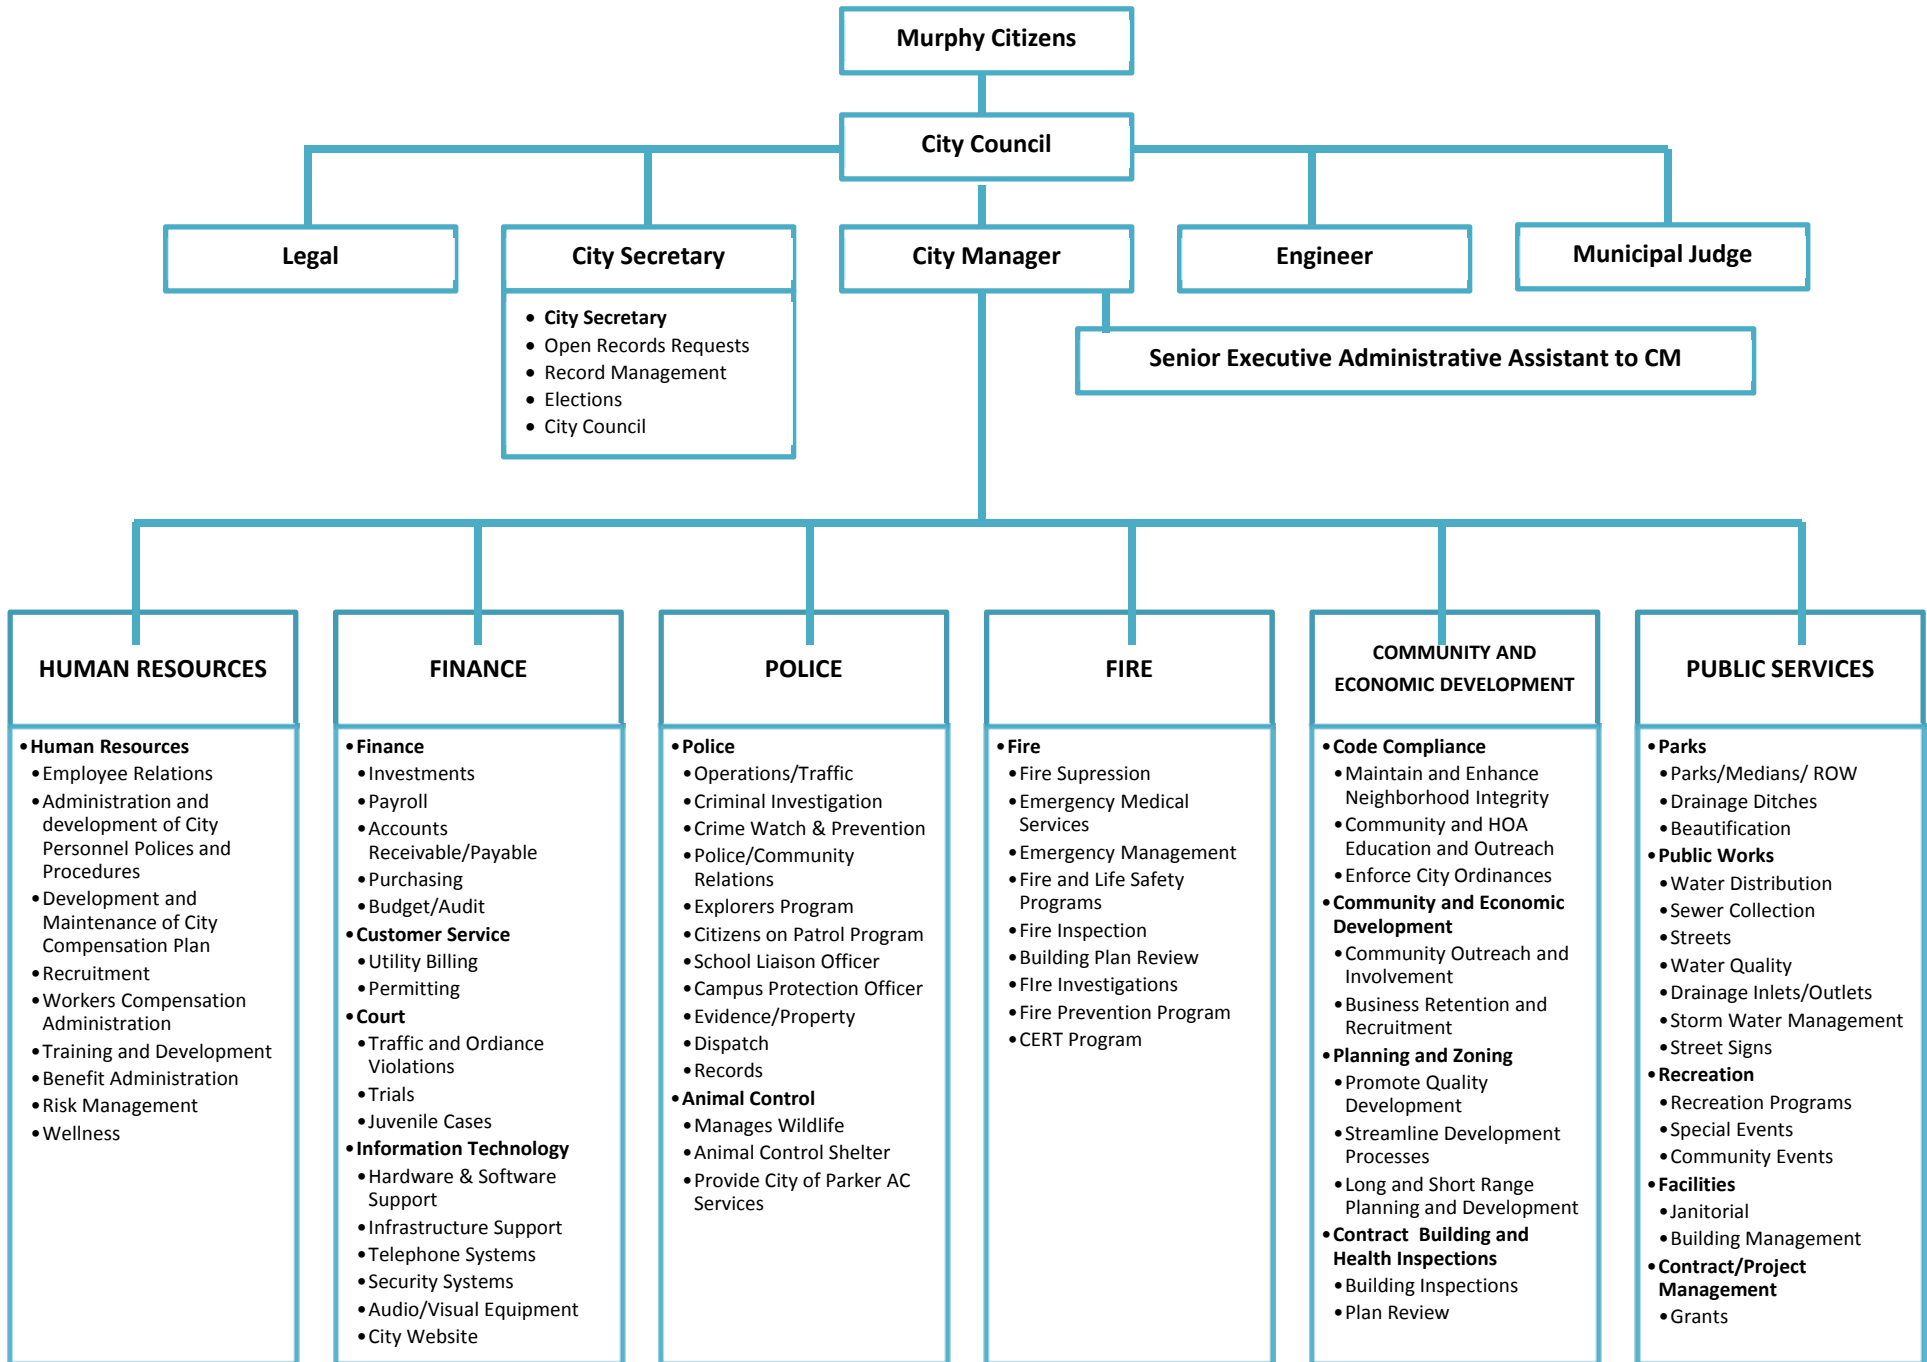 Murphy Citizens
City Council
Legal
City Secretary
City Manager
Engineer
Municipal Judge
• City Secretary
• Open Records Requests
• Record Management
• Elections
• City Council
Senior Executive Administrative Assistant to CM
HUMAN RESOURCES
•Human Resources
•Employee Relations
•Administration and
development of City
Personnel Polices and
Procedures
•Development and
Maintenance of City
Compensation Plan
•Recruitment
•Workers Compensation
Administration
•Training and Development
•Benefit Administration
•Risk Management
•Wellness
FINANCE
•Finance
•Investments
•Payroll
•Accounts
Receivable/Payable
•Purchasing
•Budget/Audit
•Customer Service
•Utility Billing
•Permitting
•Court
•Traffic and Ordiance
Violations
•Trials
•Juvenile Cases
•Information Technology
•Hardware & Software
Support
•Infrastructure Support
•Telephone Systems
•Security Systems
•Audio/Visual Equipment
•City Website
POLICE
•Police
•Operations/Traffic
•Criminal Investigation
•Crime Watch & Prevention
•Police/Community
Relations
•Explorers Program
•Citizens on Patrol Program
•School Liaison Officer
•Campus Protection Officer
•Evidence/Property
•Dispatch
•Records
•Animal Control
•Manages Wildlife
•Animal Control Shelter
•Provide City of Parker AC
Services
FIRE
•Fire
•Fire Supression
•Emergency Medical
Services
•Emergency Management
•Fire and Life Safety
Programs
•Fire Inspection
•Building Plan Review
•FIre Investigations
•Fire Prevention Program
•CERT Program
COMMUNITY AND
ECONOMIC DEVELOPMENT
•Code Compliance
•Maintain and Enhance
Neighborhood Integrity
•Community and HOA
Education and Outreach
•Enforce City Ordinances
•Community and Economic
Development
•Community Outreach and
Involvement
•Business Retention and
Recruitment
•Planning and Zoning
•Promote Quality
Development
•Streamline Development
Processes
•Long and Short Range
Planning and Development
•Contract  Building and
Health Inspections
•Building Inspections
•Plan Review
PUBLIC SERVICES
•Parks
•Parks/Medians/ ROW
•Drainage Ditches
•Beautification
•Public Works
•Water Distribution
•Sewer Collection
•Streets
•Water Quality
•Drainage Inlets/Outlets
•Storm Water Management
•Street Signs
•Recreation
•Recreation Programs
•Special Events
•Community Events
•Facilities
•Janitorial
•Building Management
•Contract/Project
Management
•Grants